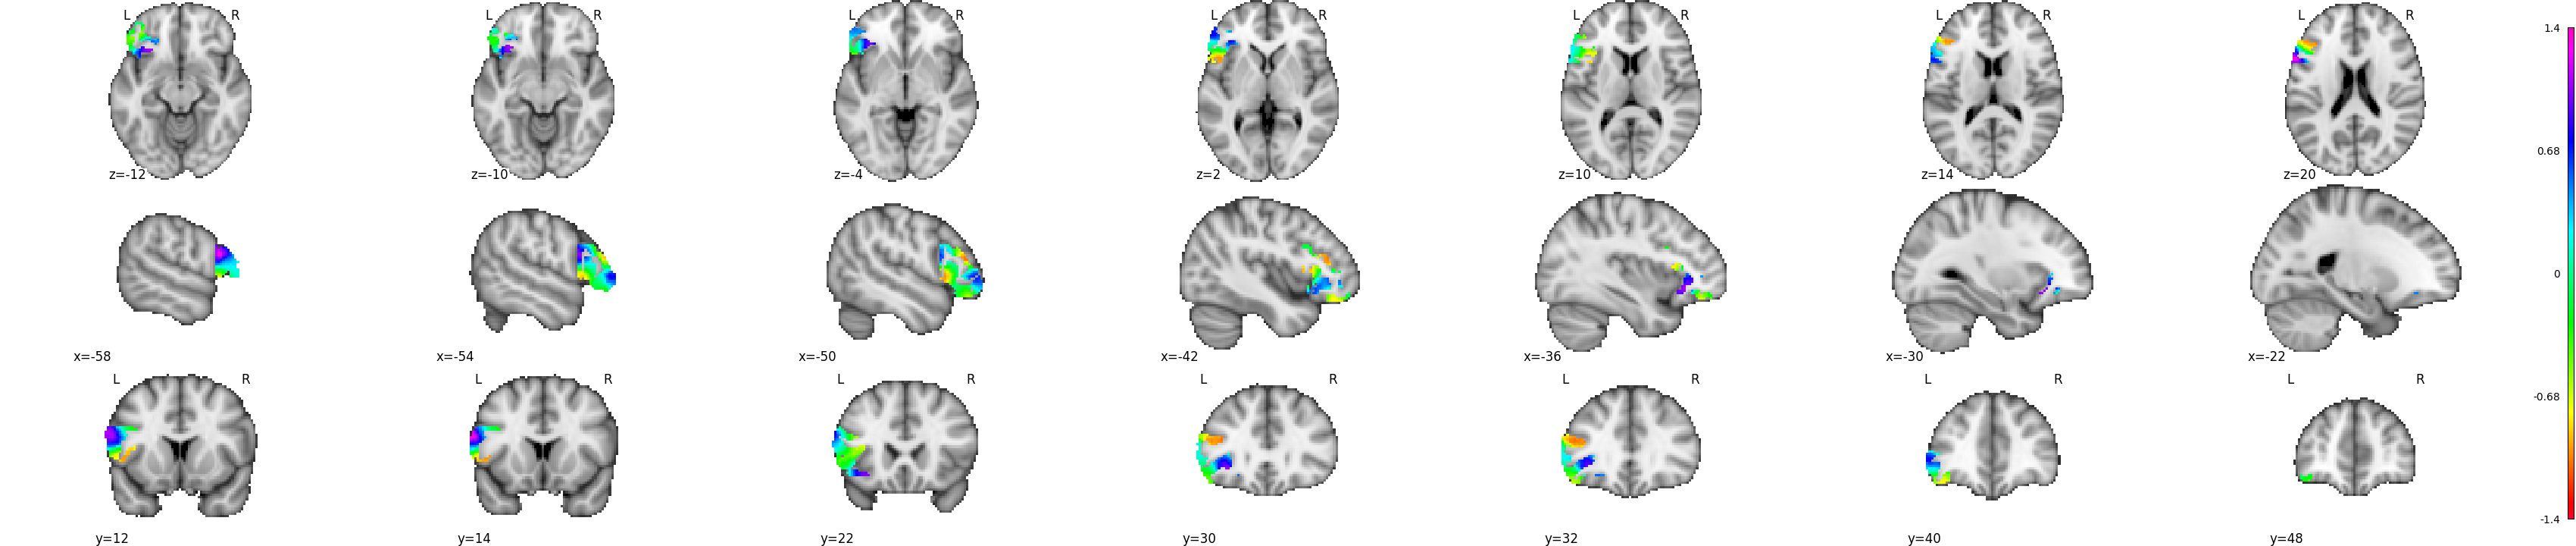 L R L R L R L R L R L R L R
1.4
0.68
z=-12 z=-10 z=-4 z=2 z=10 z=14 z=20
0
x=-58 x=-54 x=-50 x=-42 x=-36 x=-30 x=-22
L R L R L R L R L R L R L R
-0.68
-1.4
y=12 y=14 y=22 y=30 y=32 y=40 y=48